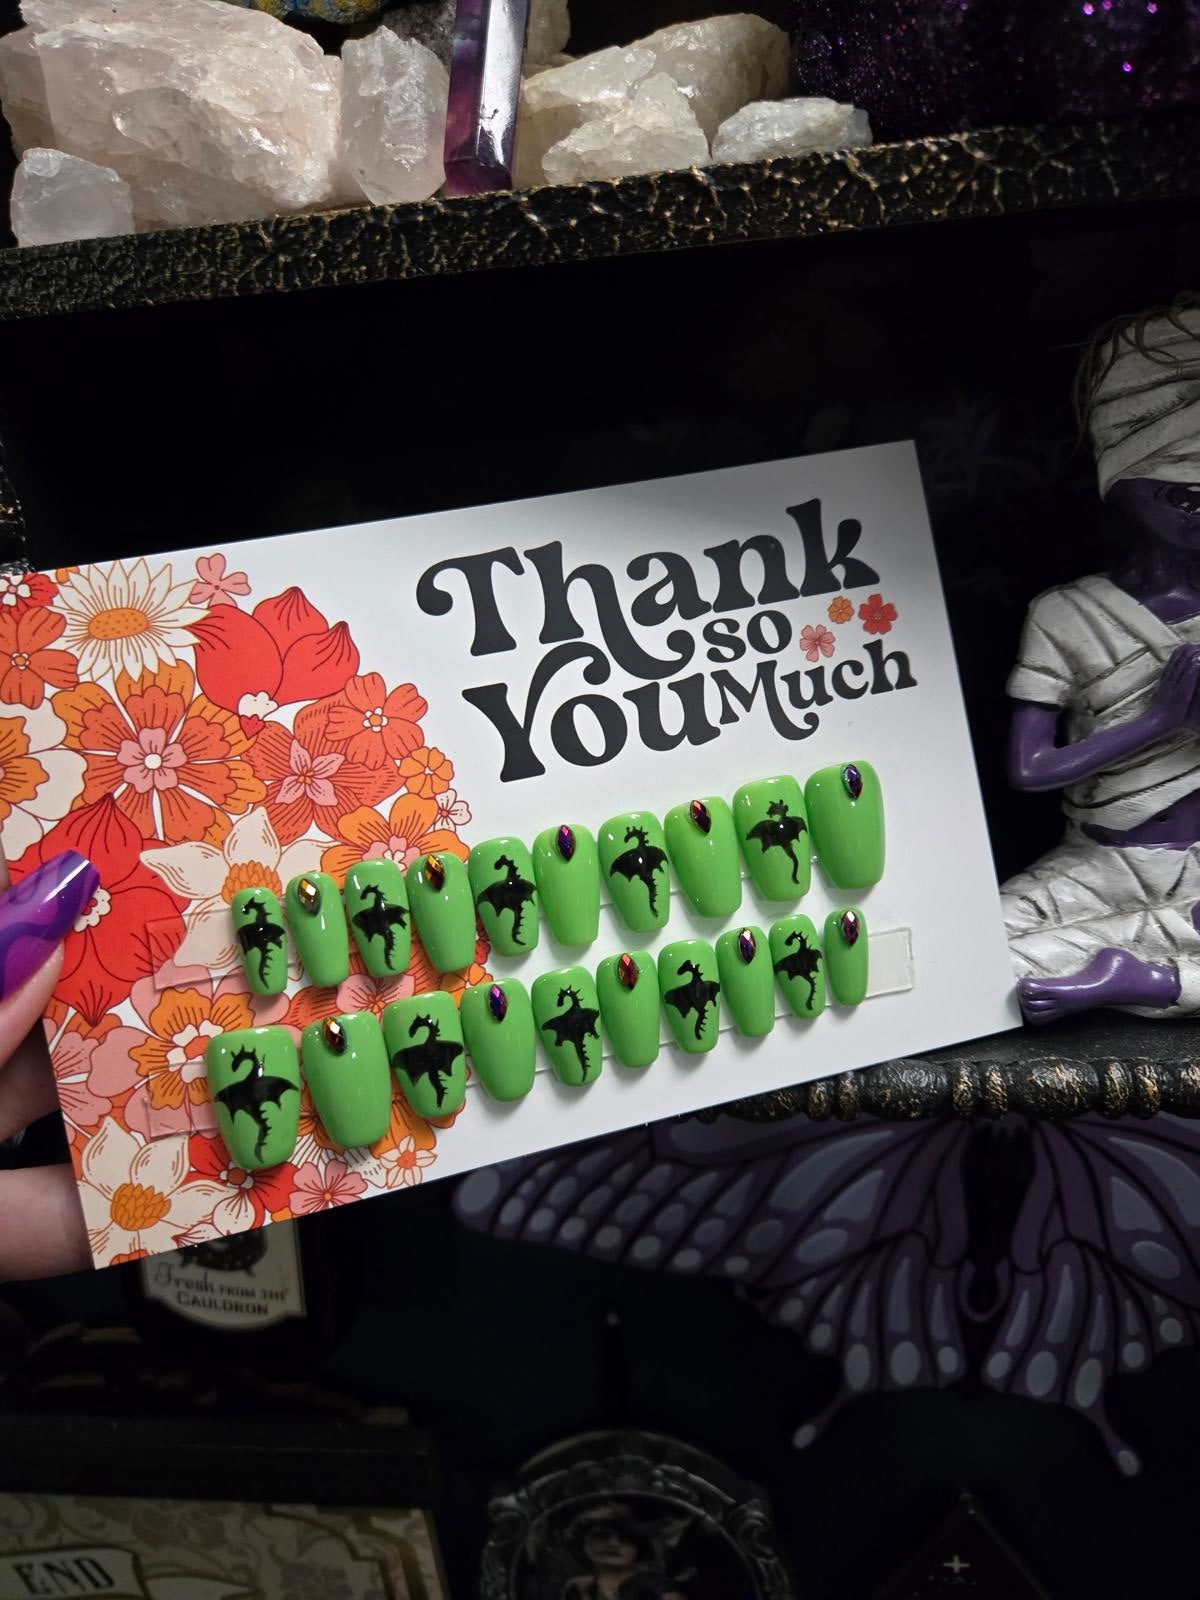 Thank
so
You Much
Fresh FROM THE
CAULDRON
END